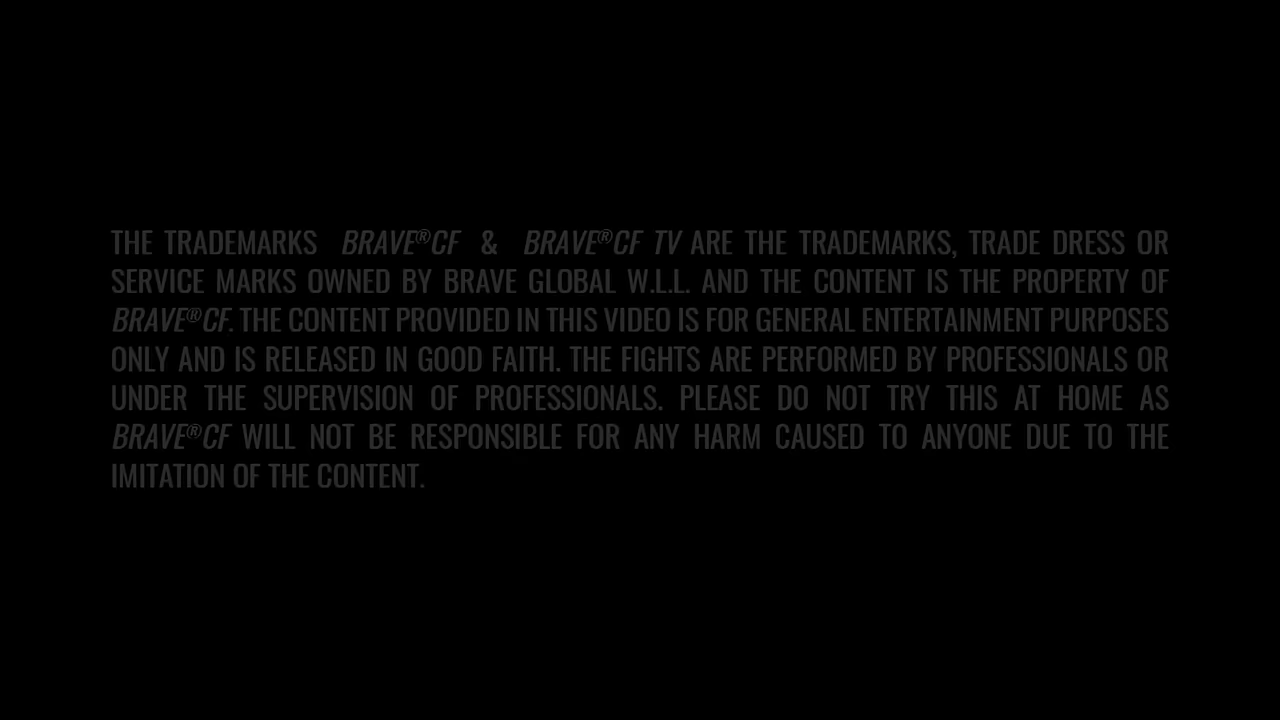 THE TRADEMARKS BRAVE®CF & BRAVE®CF TV ARE THE TRADEMARKS, TRADE DRESS OR
SERVICE MARKS OWNED BY BRAVE GLOBAL W.L.L. AND THE CONTENT IS THE PROPERTY OF
BRAVE®CF. THE CONTENT PROVIDED IN THIS VIDEO IS FOR GENERAL ENTERTAINMENT PURPOSES
ONLY AND IS RELEASED IN GOOD FAITH. THE FIGHTS ARE PERFORMED BY PROFESSIONALS OR
UNDER THE SUPERVISION OF PROFESSIONALS. PLEASE DO NOT TRY THIS AT HOME AS
BRAVE®CF WILL NOT BE RESPONSIBLE FOR ANY HARM CAUSED TO ANYONE DUE TO THE
IMITATION OF THE CONTENT.